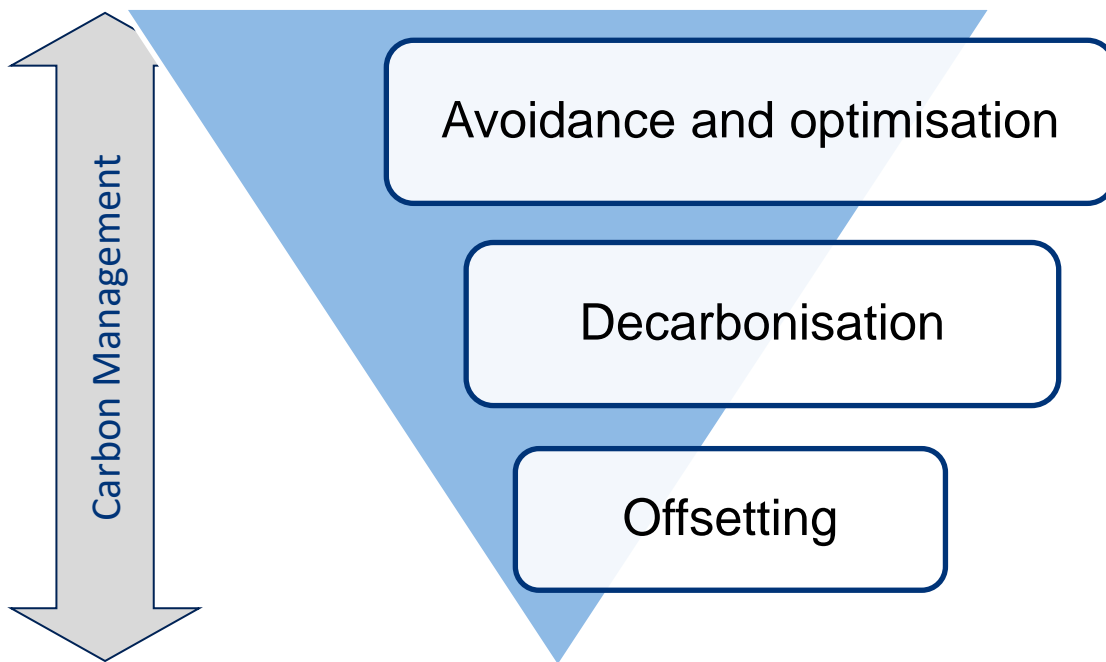 Carbon Management
Avoidance and optimisation
Decarbonisation
Offsetting